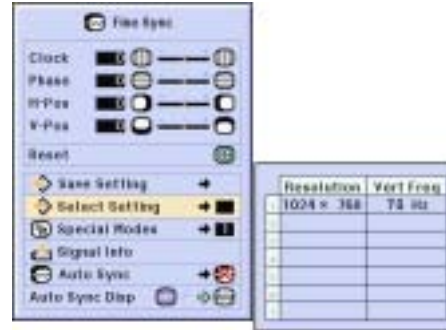 Fine Sync
Clock
Phase
H-Pos
V-Pos
Reset
Save Setting
Select Setting
Special Modes
Signal Info
Auto Sync
Auto Sync Disp
Resolution Vert Freq
1024 × 768 75 Hz